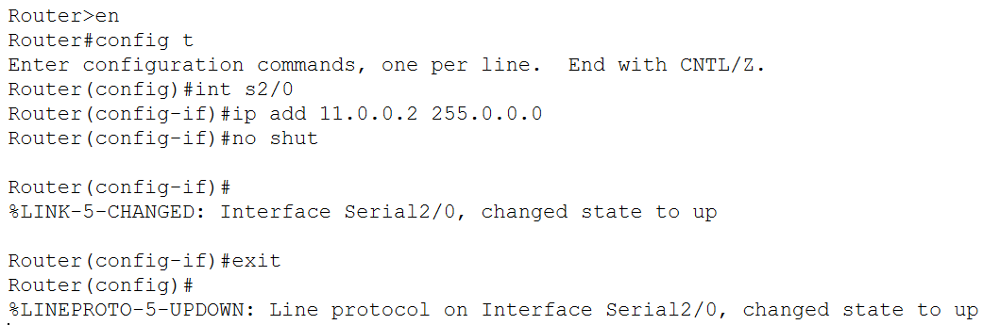 Router>en
Router#config t
Enter configuration commands, one per line.  End with CNTL/Z.
Router(config)#int s2/0
Router(config-if)#ip add 11.0.0.2 255.0.0.0
Router(config-if)#no shut

Router(config-if)#
%LINK-5-CHANGED: Interface Serial2/0, changed state to up

Router(config-if)#exit
Router(config)#
%LINEPROTO-5-UPDOWN: Line protocol on Interface Serial2/0, changed state to up